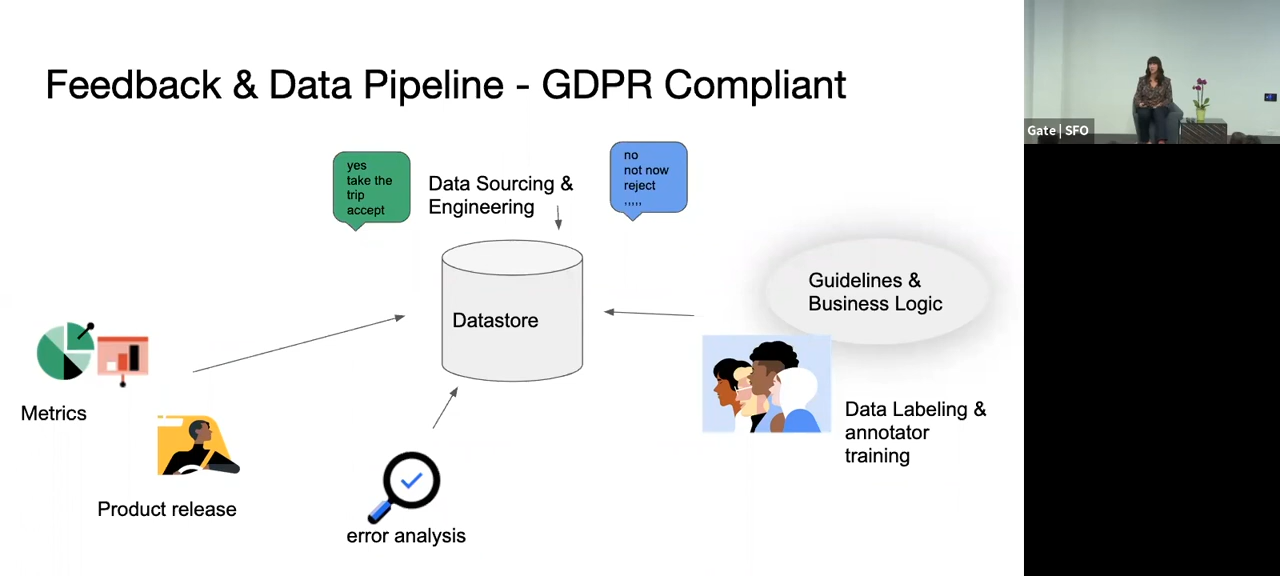 Feedback & Data Pipeline - GDPR Compliant
Gate | SFO
yes
take the
trip
accept
Data Sourcing &
Engineering
no
not now
reject
,,,,,
Datastore
Guidelines &
Business Logic
Metrics
Product release
error analysis
Data Labeling &
annotator
training